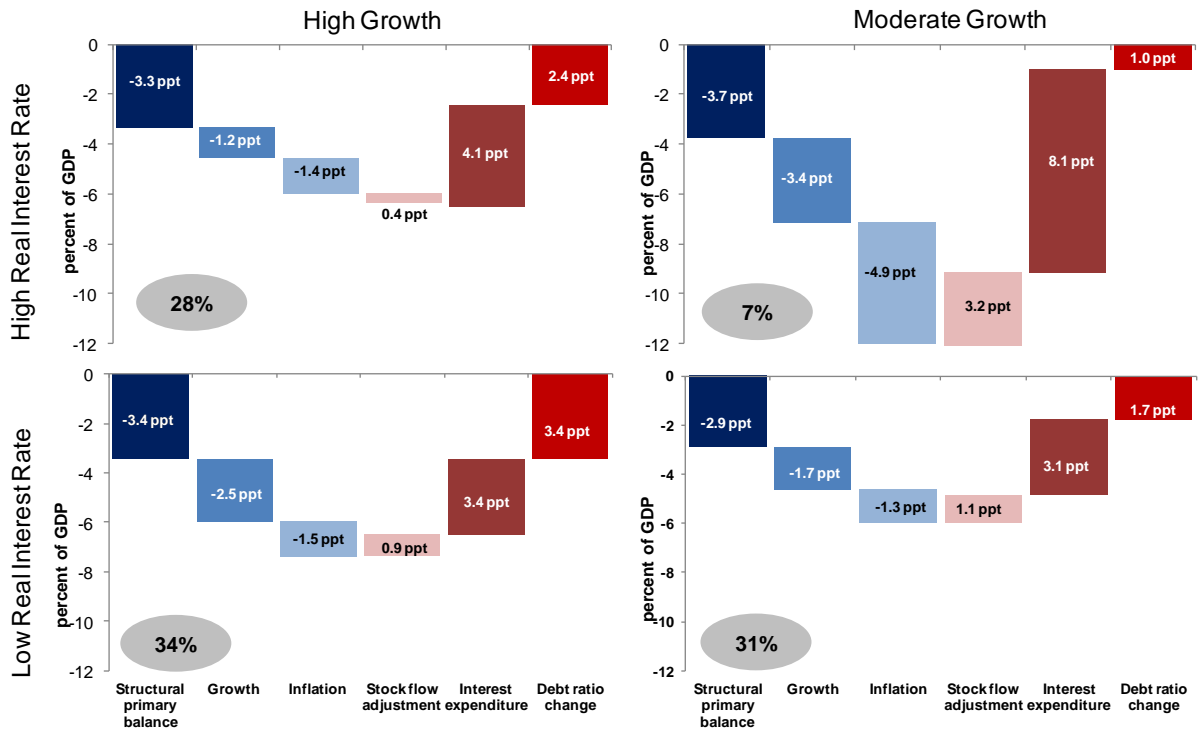 High Growth
Moderate Growth
High Real Interest Rate
percent of GDP
0
-2
-4
-6
-8
-10
-12
-3.3 ppt
-1.2 ppt
-1.4 ppt
0.4 ppt
4.1 ppt
2.4 ppt
28%
percent of GDP
0
-2
-4
-6
-8
-10
-12
-3.7 ppt
-3.4 ppt
-4.9 ppt
3.2 ppt
8.1 ppt
1.0 ppt
7%
Low Real Interest Rate
percent of GDP
0
-2
-4
-6
-8
-10
-12
-3.4 ppt
-2.5 ppt
-1.5 ppt
0.9 ppt
3.4 ppt
3.4 ppt
34%
Structural
primary
balance
Growth
Inflation
Stock flow
adjustment
Interest
expenditure
Debt ratio
change
percent of GDP
0
-2
-4
-6
-8
-10
-12
-2.9 ppt
-1.7 ppt
-1.3 ppt
1.1 ppt
3.1 ppt
1.7 ppt
31%
Structural
primary
balance
Growth
Inflation
Stock flow
adjustment
Interest
expenditure
Debt ratio
change